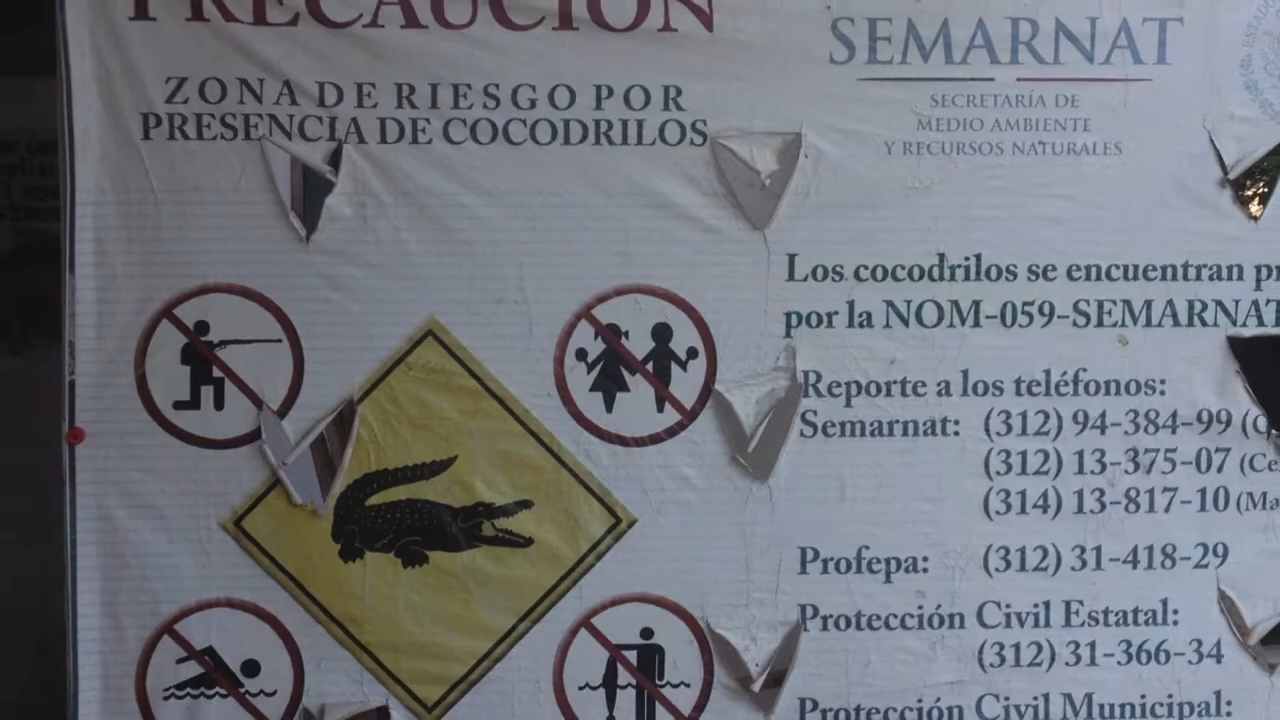 PRECAUCIÓN
ZONA DE RIESGO POR
PRESENCIA DE COCODRILOS
SEMARNAT
SECRETARÍA DE
MEDIO AMBIENTE
Y RECURSOS NATURALES
Los cocodrilos se encuentran
por la NOM-059-SEMARNAT
Reporte a los teléfonos:
Semarnat: (312) 94-384-99
(312) 13-375-07
(314) 13-817-10
Profepa: (312) 31-418-29
Protección Civil Estatal:
(312) 31-366-34
Protección Civil Municipal: